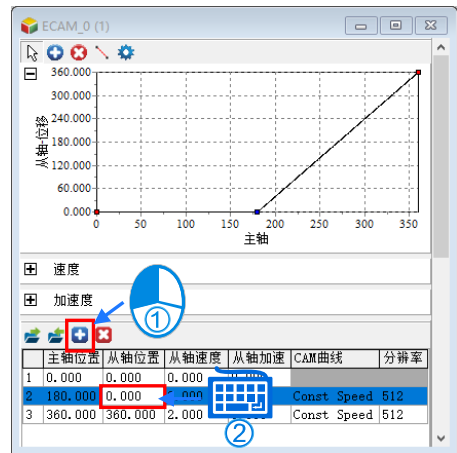 ECAM_0 (1)
360.000
300.000
240.000
180.000
120.000
60.000
0.000
从轴-位移
0 50 100 150 200 250 300 350
主轴
速度
加速度
①
主轴位置 从轴位置 从轴速度 从轴加速 CAM曲线 分辨率
1 0.000 0.000 0.000
2 180.000 0.000 Const Speed 512
3 360.000 360.000 2.000 Const Speed 512
②